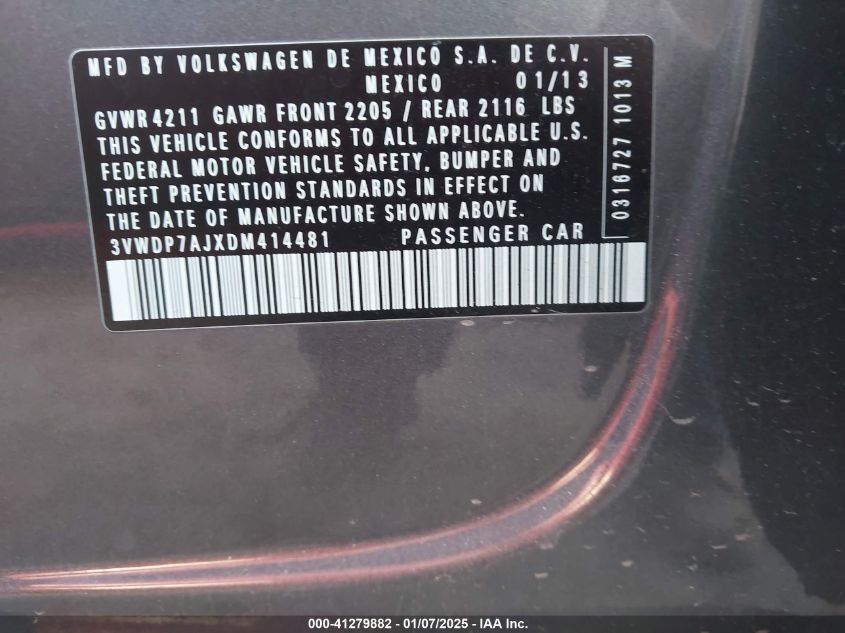 MFD BY VOLKSWAGEN DE MEXICO S.A. DE C.V.
MEXICO 01/13
GVWR 4211 GAWR FRONT 2205 / REAR 2116 LBS
THIS VEHICLE CONFORMS TO ALL APPLICABLE U.S.
FEDERAL MOTOR VEHICLE SAFETY, BUMPER AND
THEFT PREVENTION STANDARDS IN EFFECT ON
THE DATE OF MANUFACTURE SHOWN ABOVE.
3VWDP7AJXDM414481 PASSENGER CAR
0316727 1013 M
000-41279882 - 01/07/2025 - IAA Inc.